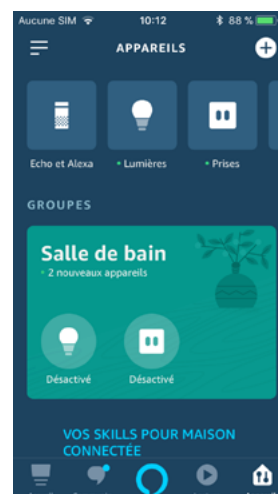 Aucune SIM 10:12 88 %
APPAREILS
Echo et Alexa • Lumières • Prises
GROUPES
Salle de bain
• 2 nouveaux appareils
Désactivé Désactivé
VOS SKILLS POUR MAISON
CONNECTÉE